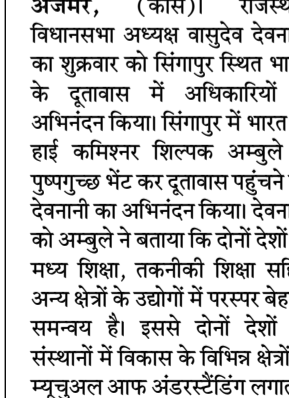 अजमेर, (कासं)। राजस्थ
विधानसभा अध्यक्ष वासुदेव देवना
का शुक्रवार को सिंगापुर स्थित भा
के दूतावास में अधिकारियों
अभिनंदन किया। सिंगापुर में भारत
हाई कमिश्नर शिल्पक अम्बुले
पुष्पगुच्छ भेंट कर दूतावास पहुंचने
देवनानी का अभिनंदन किया। देवना
को अम्बुले ने बताया कि दोनों देशों
मध्य शिक्षा, तकनीकी शिक्षा सहि
अन्य क्षेत्रों के उद्योगों में परस्पर बेह
समन्वय है। इससे दोनों देशों
संस्थानों में विकास के विभिन्न क्षेत्रों
म्यूचुअल आफ अंडरस्टैंडिंग लगात